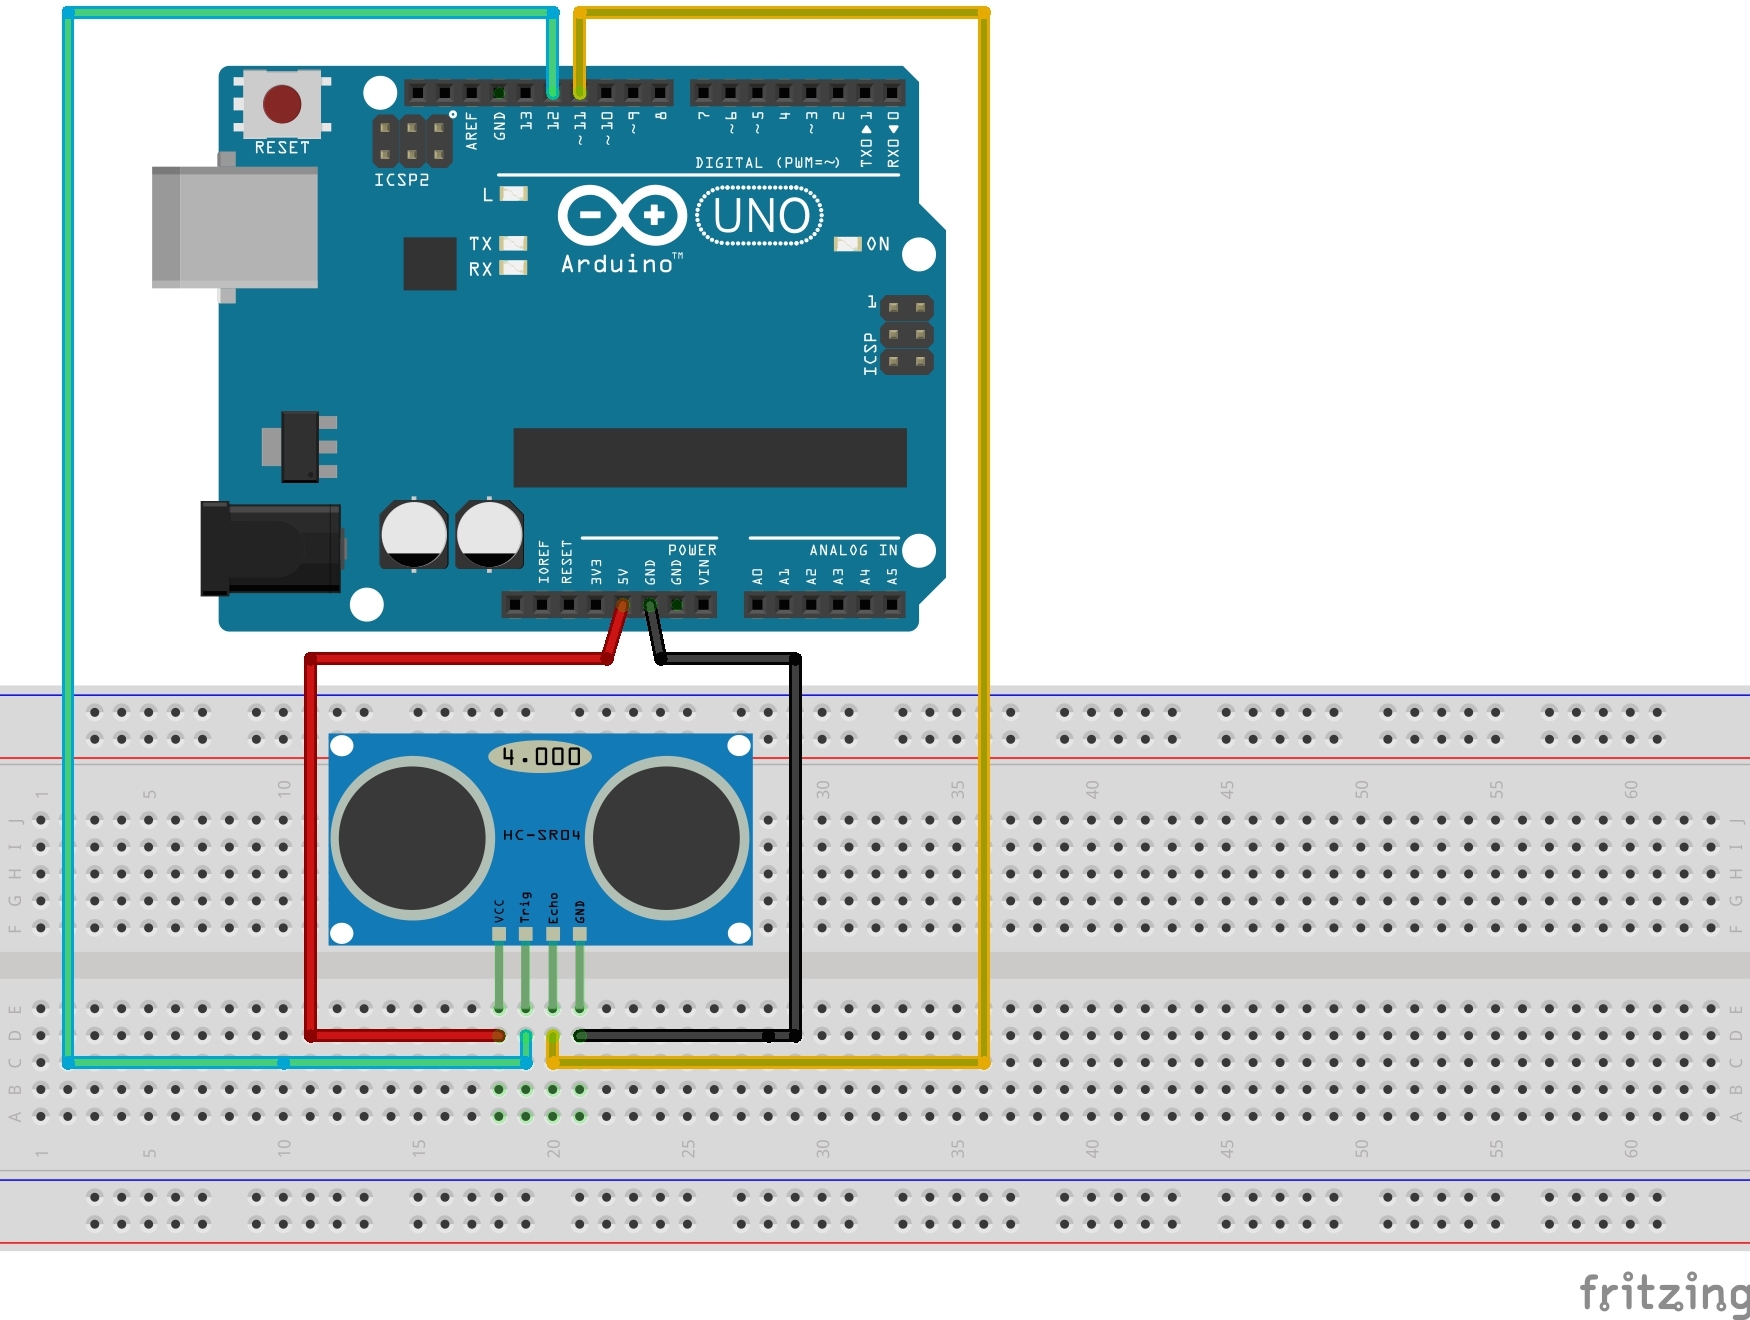 RESET
ICSP2
AREF
GND
13
12
~11
~10
~9
8
7
~6
~5
4
~3
2
TX0▶1
RX0◀0
DIGITAL (PWM=~)
L
TX
RX
UNO
Arduino™
ON
1
ICSP
IOREF
RESET
3V3
5V
GND
GND
VIN
POWER
ANALOG IN
A0
A1
A2
A3
A4
A5
4.000
HC-SR04
VCC
Trig
Echo
GND
1 5 10 30 35 40 45 50 55 60
J J
I I
H H
G G
F F
E E
D D
C C
B B
A A
1 5 10 15 20 25 30 35 40 45 50 55 60
fritzing